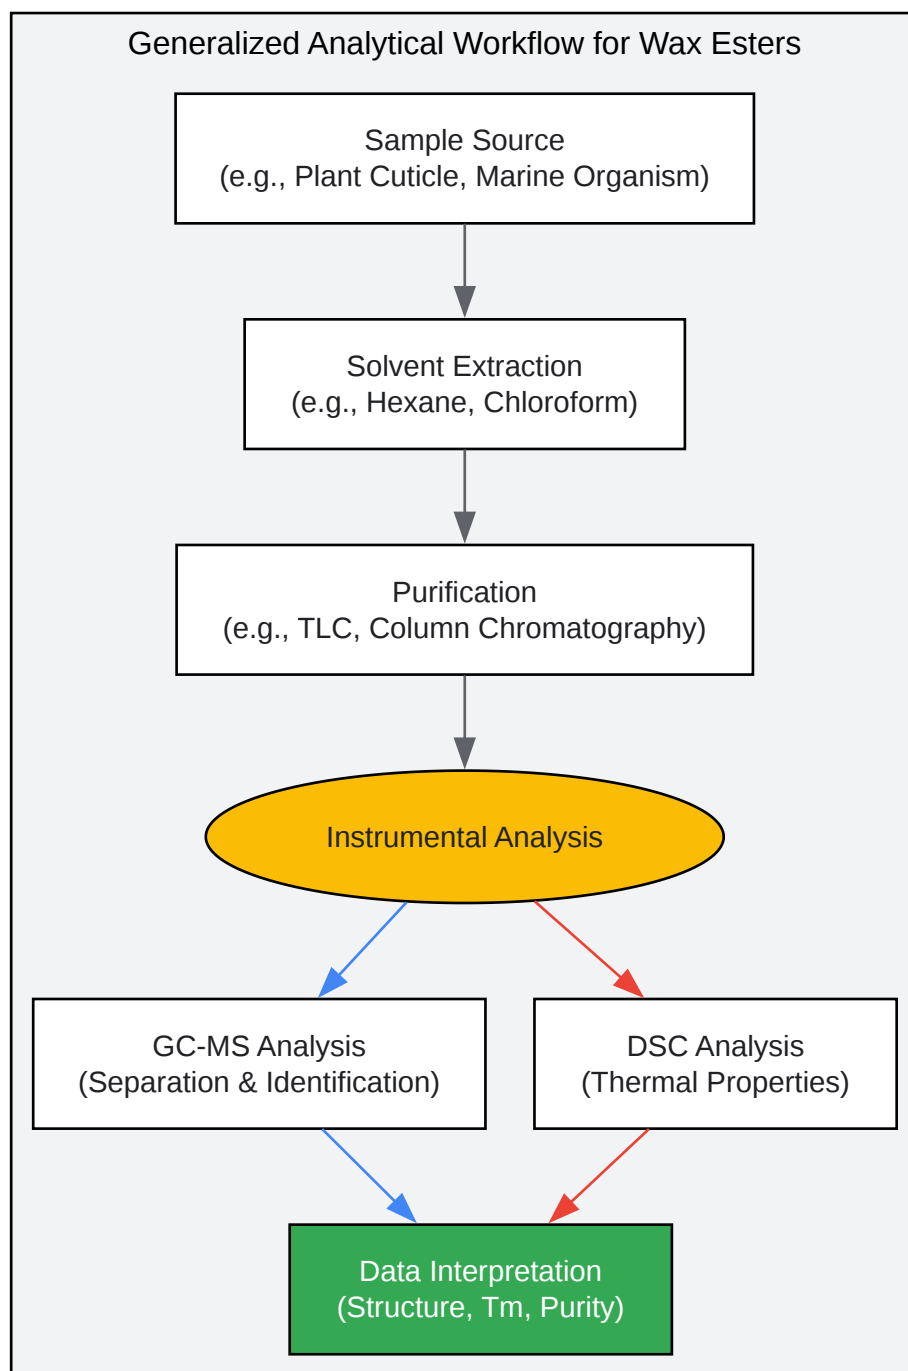 Generalized Analytical Workflow for Wax Esters
Sample Source
(e.g., Plant Cuticle, Marine Organism)
Solvent Extraction
(e.g., Hexane, Chloroform)
Purification
(e.g., TLC, Column Chromatography)
Instrumental Analysis
GC-MS Analysis
(Separation & Identification)
DSC Analysis
(Thermal Properties)
Data Interpretation
(Structure, Tm, Purity)